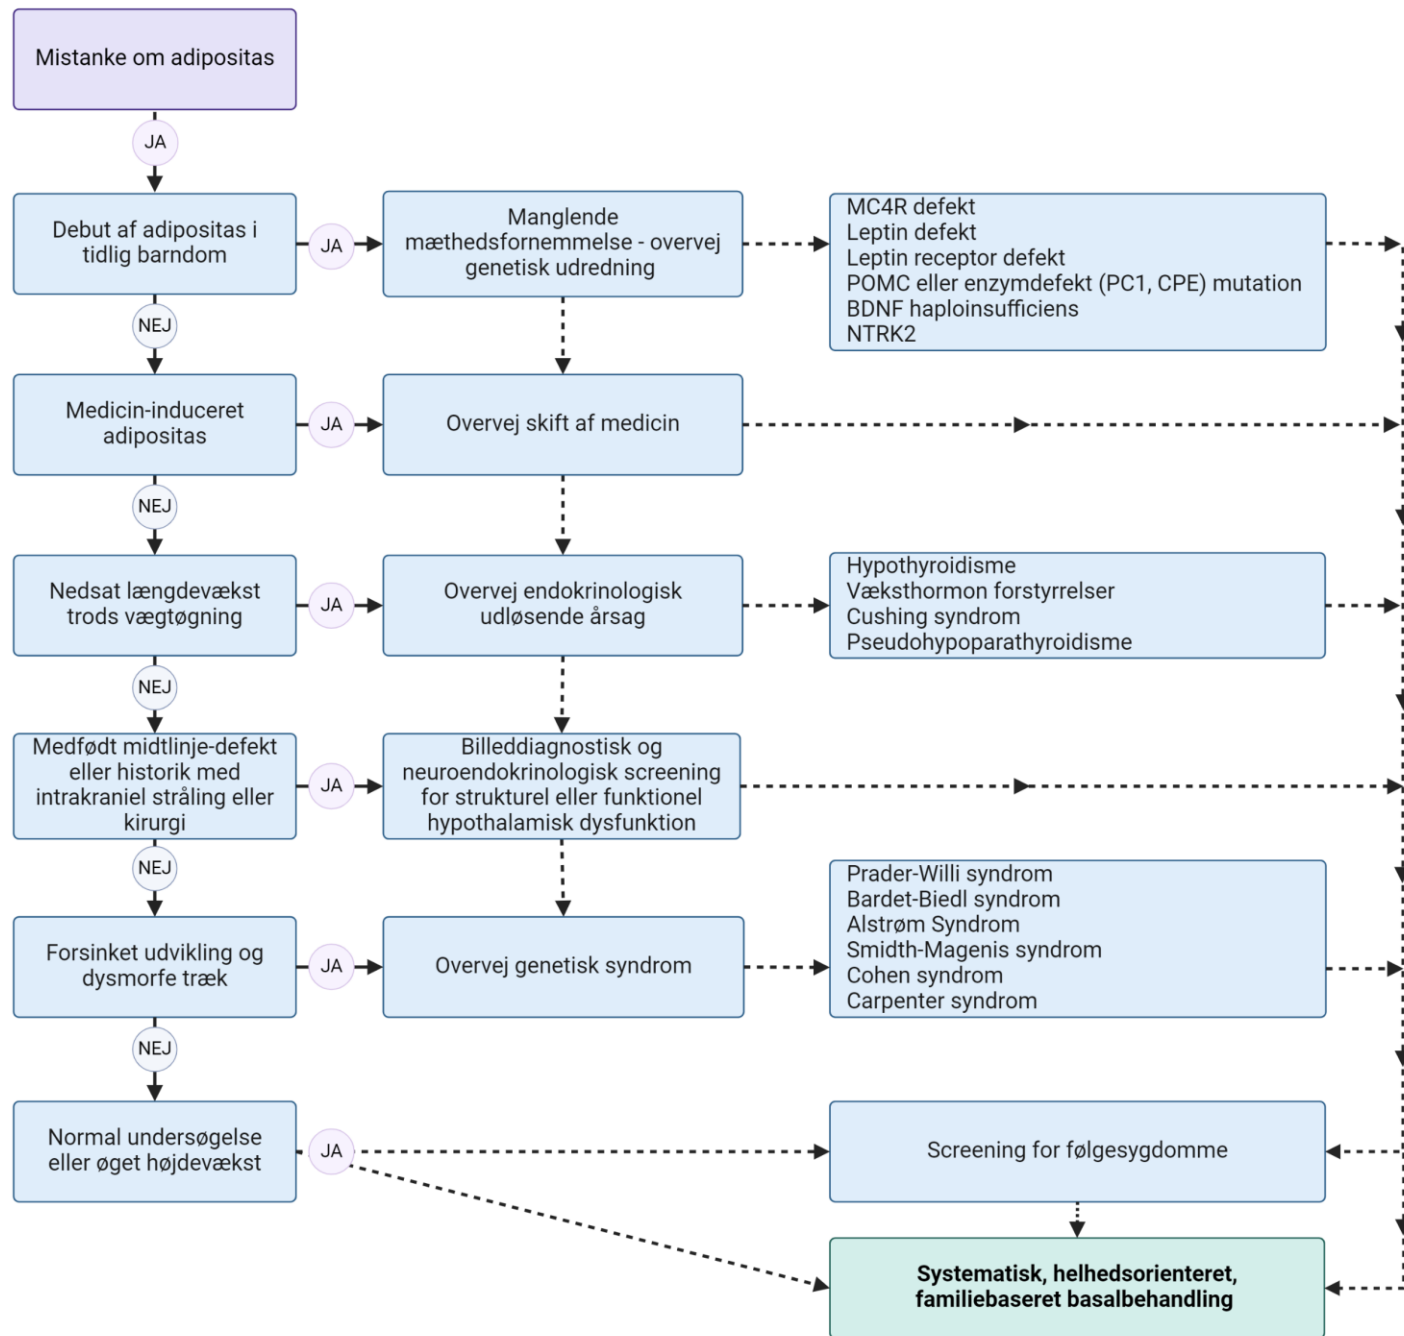 Mistanke om adipositas
JA
Debut af adipositas i
tidlig barndom
JA
Manglende
mæthedsfornemmelse - overvej
genetisk udredning
MC4R defekt
Leptin defekt
Leptin receptor defekt
POMC eller enzymdefekt (PC1, CPE) mutation
BDNF haploinsufficiens
NTRK2
NEJ
Medicin-induceret
adipositas
JA
Overvej skift af medicin
NEJ
Nedsat længdevækst
trods vægtøgning
JA
Overvej endokrinologisk
udløsende årsag
Hypothyroidisme
Væksthormon forstyrrelser
Cushing syndrom
Pseudohypoparathyroidisme
NEJ
Medfødt midtlinje-defekt
eller historik med
intrakraniel stråling eller
kirurgi
JA
Billeddiagnostisk og
neuroendokrinologisk screening
for strukturel eller funktionel
hypothalamisk dysfunktion
NEJ
Forsinket udvikling og
dysmorfe træk
JA
Overvej genetisk syndrom
Prader-Willi syndrom
Bardet-Biedl syndrom
Alstrøm Syndrom
Smidth-Magenis syndrom
Cohen syndrom
Carpenter syndrom
NEJ
Normal undersøgelse
eller øget højdevækst
JA
Screening for følgesygdomme
Systematisk, helhedsorienteret,
familiebaseret basalbehandling